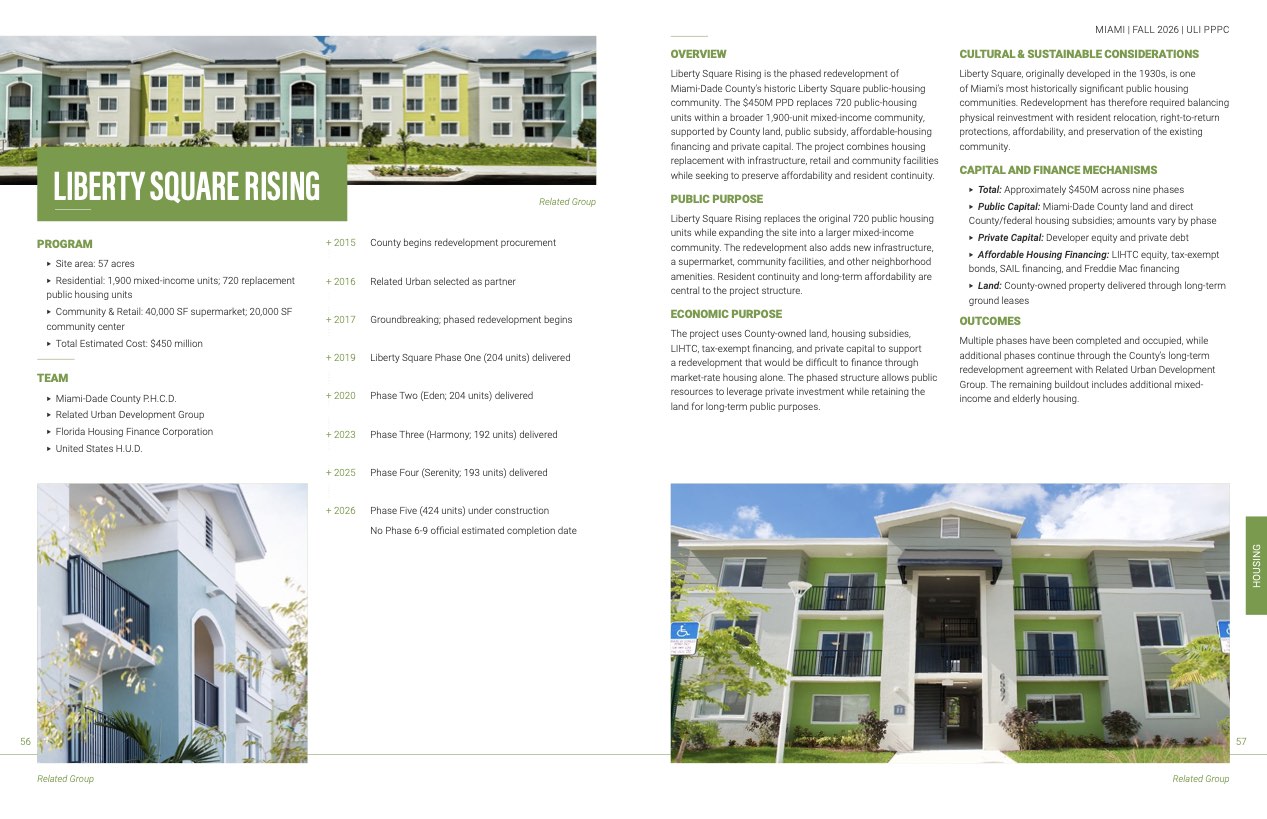 LIBERTY SQUARE RISING
Related Group
PROGRAM
‣ Site area: 57 acres
‣ Residential: 1,900 mixed-income units; 720 replacement
public housing units
‣ Community & Retail: 40,000 SF supermarket; 20,000 SF
community center
‣ Total Estimated Cost: $450 million
TEAM
‣ Miami-Dade County P.H.C.D.
‣ Related Urban Development Group
‣ Florida Housing Finance Corporation
‣ United States H.U.D.
+ 2015 County begins redevelopment procurement
+ 2016 Related Urban selected as partner
+ 2017 Groundbreaking; phased redevelopment begins
+ 2019 Liberty Square Phase One (204 units) delivered
+ 2020 Phase Two (Eden; 204 units) delivered
+ 2023 Phase Three (Harmony; 192 units) delivered
+ 2025 Phase Four (Serenity; 193 units) delivered
+ 2026 Phase Five (424 units) under construction
No Phase 6-9 official estimated completion date
56
Related Group
MIAMI | FALL 2026 | ULI PPPC
OVERVIEW
Liberty Square Rising is the phased redevelopment of
Miami-Dade County's historic Liberty Square public-housing
community. The $450M PPD replaces 720 public-housing
units within a broader 1,900-unit mixed-income community,
supported by County land, public subsidy, affordable-housing
financing and private capital. The project combines housing
replacement with infrastructure, retail and community facilities
while seeking to preserve affordability and resident continuity.
PUBLIC PURPOSE
Liberty Square Rising replaces the original 720 public housing
units while expanding the site into a larger mixed-income
community. The redevelopment also adds new infrastructure,
a supermarket, community facilities, and other neighborhood
amenities. Resident continuity and long-term affordability are
central to the project structure.
ECONOMIC PURPOSE
The project uses County-owned land, housing subsidies,
LIHTC, tax-exempt financing, and private capital to support
a redevelopment that would be difficult to finance through
market-rate housing alone. The phased structure allows public
resources to leverage private investment while retaining the
land for long-term public purposes.
CULTURAL & SUSTAINABLE CONSIDERATIONS
Liberty Square, originally developed in the 1930s, is one
of Miami's most historically significant public housing
communities. Redevelopment has therefore required balancing
physical reinvestment with resident relocation, right-to-return
protections, affordability, and preservation of the existing
community.
CAPITAL AND FINANCE MECHANISMS
‣ Total: Approximately $450M across nine phases
‣ Public Capital: Miami-Dade County land and direct
County/federal housing subsidies; amounts vary by phase
‣ Private Capital: Developer equity and private debt
‣ Affordable Housing Financing: LIHTC equity, tax-exempt
bonds, SAIL financing, and Freddie Mac financing
‣ Land: County-owned property delivered through long-term
ground leases
OUTCOMES
Multiple phases have been completed and occupied, while
additional phases continue through the County's long-term
redevelopment agreement with Related Urban Development
Group. The remaining buildout includes additional mixed-
income and elderly housing.
6597
HOUSING
57
Related Group